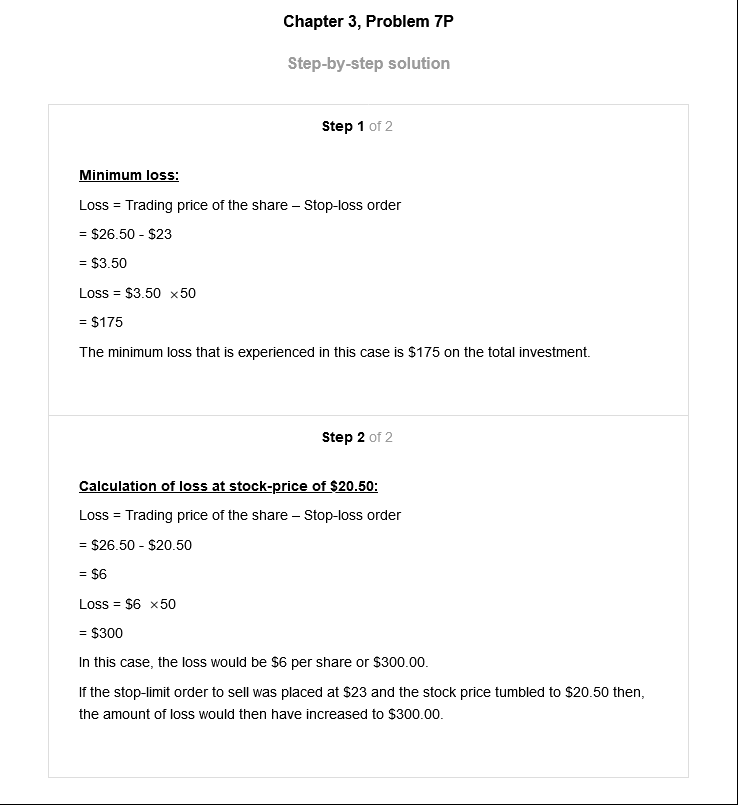 Chapter 3, Problem 7P
Step-by-step solution
Step 1 of 2
Minimum loss:
Loss = Trading price of the share – Stop-loss order
= $26.50 - $23
= $3.50
Loss = $3.50 ×50
= $175
The minimum loss that is experienced in this case is $175 on the total investment.
Step 2 of 2
Calculation of loss at stock-price of $20.50:
Loss = Trading price of the share – Stop-loss order
= $26.50 - $20.50
= $6
Loss = $6 ×50
= $300
In this case, the loss would be $6 per share or $300.00.
If the stop-limit order to sell was placed at $23 and the stock price tumbled to $20.50 then,
the amount of loss would then have increased to $300.00.